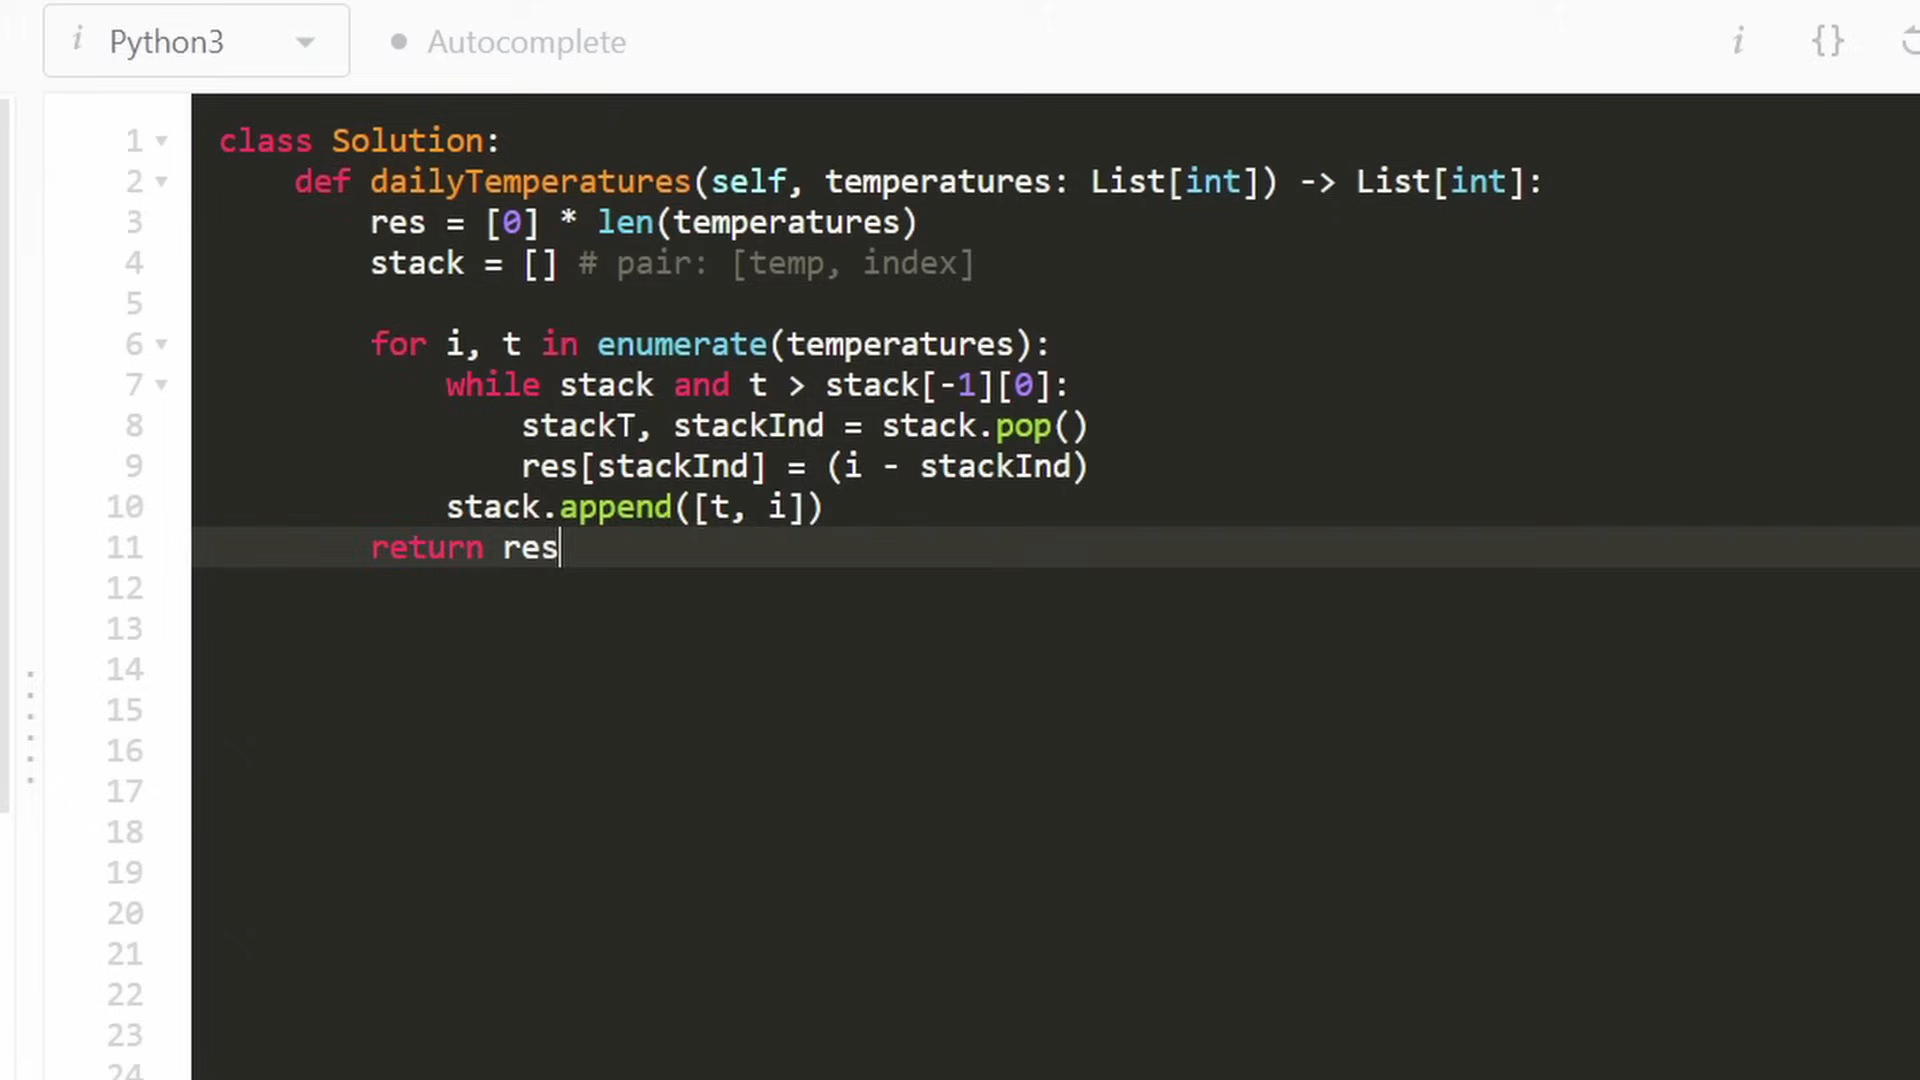 i Python3 Autocomplete i {}
1 class Solution:
2     def dailyTemperatures(self, temperatures: List[int]) -> List[int]:
3         res = [0] * len(temperatures)
4         stack = [] # pair: [temp, index]
5
6         for i, t in enumerate(temperatures):
7             while stack and t > stack[-1][0]:
8                 stackT, stackInd = stack.pop()
9                 res[stackInd] = (i - stackInd)
10             stack.append([t, i])
11         return res
12
13
14
15
16
17
18
19
20
21
22
23
24